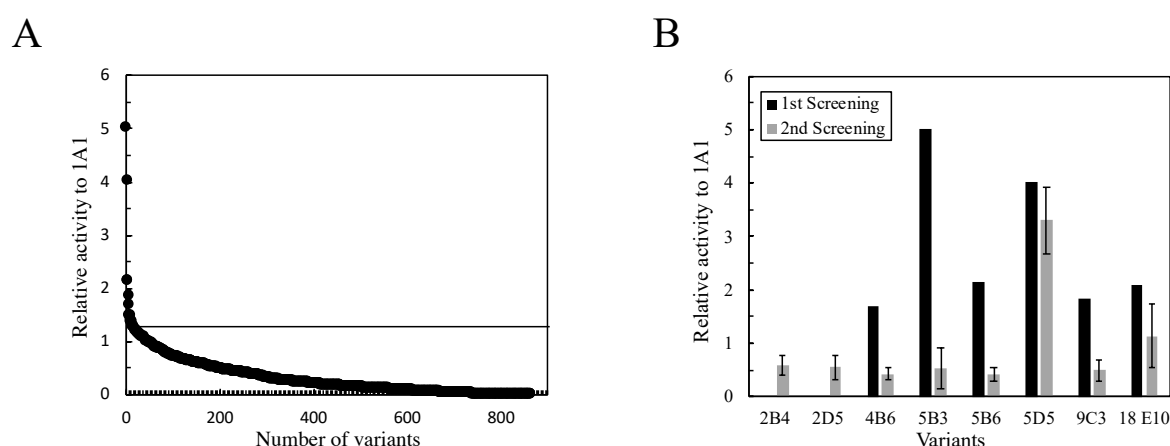 A
B
Relative activity to 1A1
6
5
4
3
2
1
0
0
200
400
600
800
Number of variants
Relative activity to 1A1
6
5
4
3
2
1
0
1st Screening
2nd Screening
2B4
2D5
4B6
5B3
5B6
5D5
9C3
18 E10
Variants